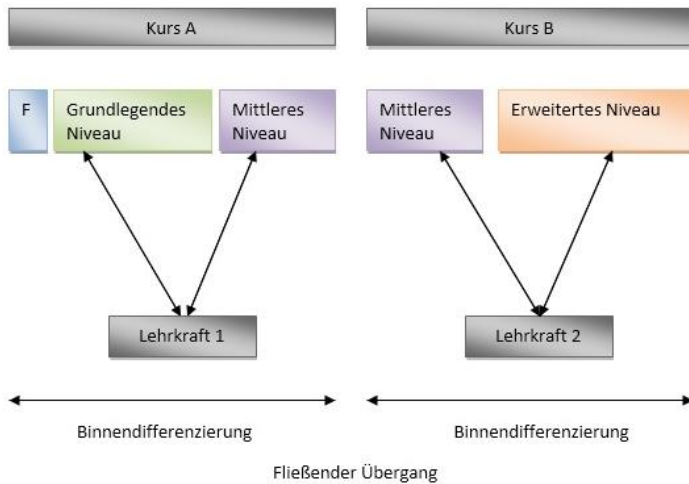 Kurs A
Kurs B
F
Grundlegendes
Niveau
Mittleres
Niveau
Mittleres
Niveau
Erweitertes Niveau
Lehrkraft 1
Lehrkraft 2
Binnendifferenzierung
Binnendifferenzierung
Fließender Übergang